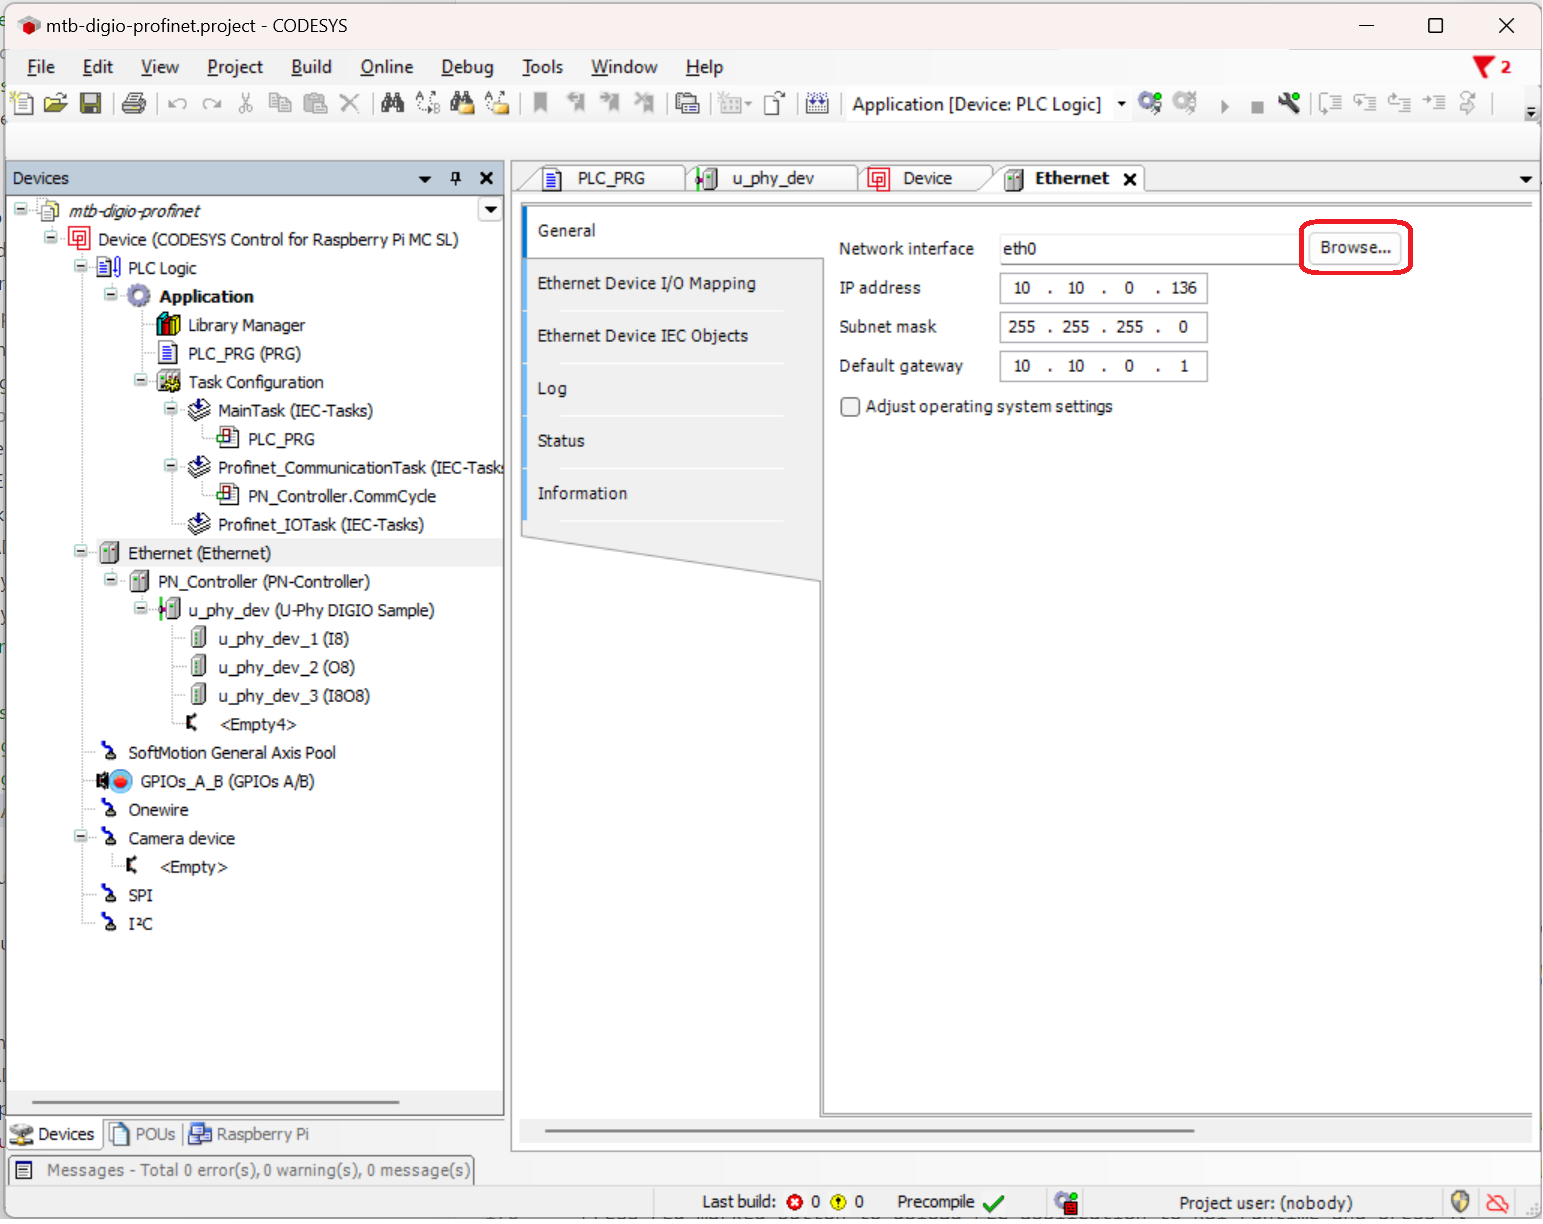 mtb-digio-profinet.project - CODESYS
File Edit View Project Build Online Debug Tools Window Help
2
Application [Device: PLC Logic]
Devices
mtb-digio-profinet
Device (CODESYS Control for Raspberry Pi MC SL)
PLC Logic
Application
Library Manager
PLC_PRG (PRG)
Task Configuration
MainTask (IEC-Tasks)
PLC_PRG
Profinet_CommunicationTask (IEC-Tasks
PN_Controller.CommCycle
Profinet_IOTask (IEC-Tasks)
Ethernet (Ethernet)
PN_Controller (PN-Controller)
u_phy_dev (U-Phy DIGIO Sample)
u_phy_dev_1 (I8)
u_phy_dev_2 (O8)
u_phy_dev_3 (I8O8)
<Empty4>
SoftMotion General Axis Pool
GPIOs_A_B (GPIOs A/B)
Onewire
Camera device
<Empty>
SPI
I²C
Devices POUs Raspberry Pi
PLC_PRG u_phy_dev Device Ethernet
General
Ethernet Device I/O Mapping
Ethernet Device IEC Objects
Log
Status
Information
Network interface eth0 Browse...
IP address 10 . 10 . 0 . 136
Subnet mask 255 . 255 . 255 . 0
Default gateway 10 . 10 . 0 . 1
Adjust operating system settings
Messages - Total 0 error(s), 0 warning(s), 0 message(s)
Last build: 0 0 Precompile Project user: (nobody)